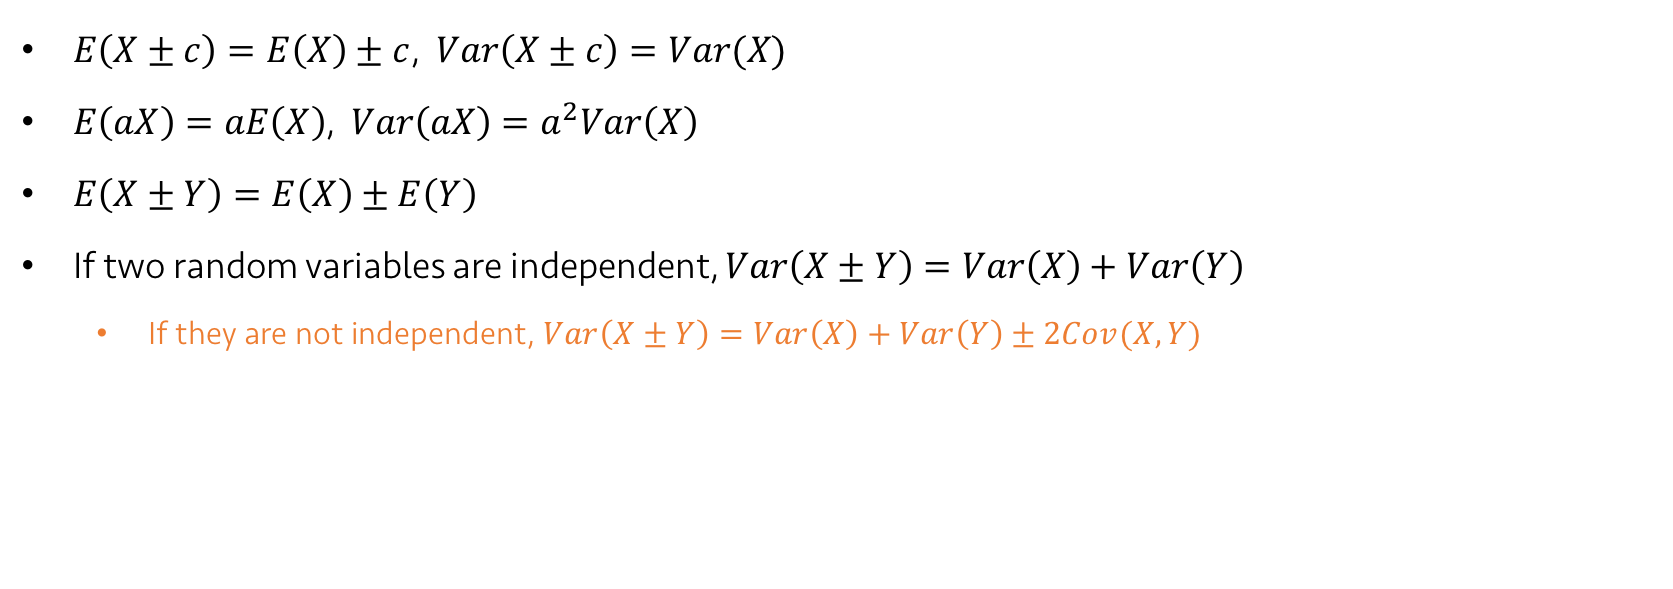 • E(X ± c) = E(X) ± c, Var(X ± c) = Var(X)
• E(aX) = aE(X), Var(aX) = a²Var(X)
• E(X ± Y) = E(X) ± E(Y)
• If two random variables are independent, Var(X ± Y) = Var(X) + Var(Y)
• If they are not independent, Var(X ± Y) = Var(X) + Var(Y) ± 2Cov(X, Y)